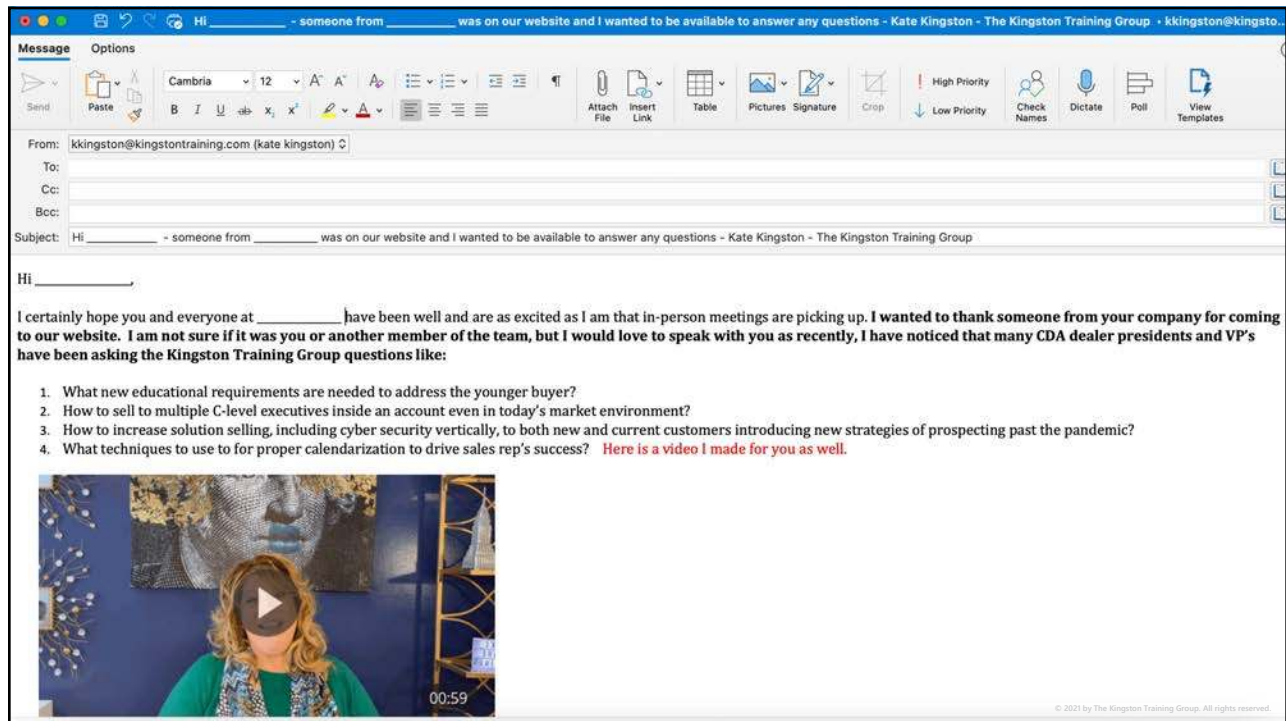 Hi ____________ - someone from ____________ was on our website and I wanted to be available to answer any questions - Kate Kingston - The Kingston Training Group • kkingston@kingsto...
Message Options
Send
Paste
Cambria 12
B I U ab x x
Attach File
Insert Link
Table
Pictures
Signature
Crop
High Priority
Low Priority
Check Names
Dictate
Poll
View Templates
From: kkingston@kingstontraining.com (kate kingston)
To:
Cc:
Bcc:
Subject: Hi ____________ - someone from ___________ was on our website and I wanted to be available to answer any questions - Kate Kingston - The Kingston Training Group
Hi ______________,
I certainly hope you and everyone at ____________ have been well and are as excited as I am that in-person meetings are picking up. I wanted to thank someone from your company for coming
to our website. I am not sure if it was you or another member of the team, but I would love to speak with you as recently, I have noticed that many CDA dealer presidents and VP's
have been asking the Kingston Training Group questions like:
1. What new educational requirements are needed to address the younger buyer?
2. How to sell to multiple C-level executives inside an account even in today's market environment?
3. How to increase solution selling, including cyber security vertically, to both new and current customers introducing new strategies of prospecting past the pandemic?
4. What techniques to use to for proper calendarization to drive sales rep's success? Here is a video I made for you as well.
00:59
© 2021 by The Kingston Training Group. All rights reserved.